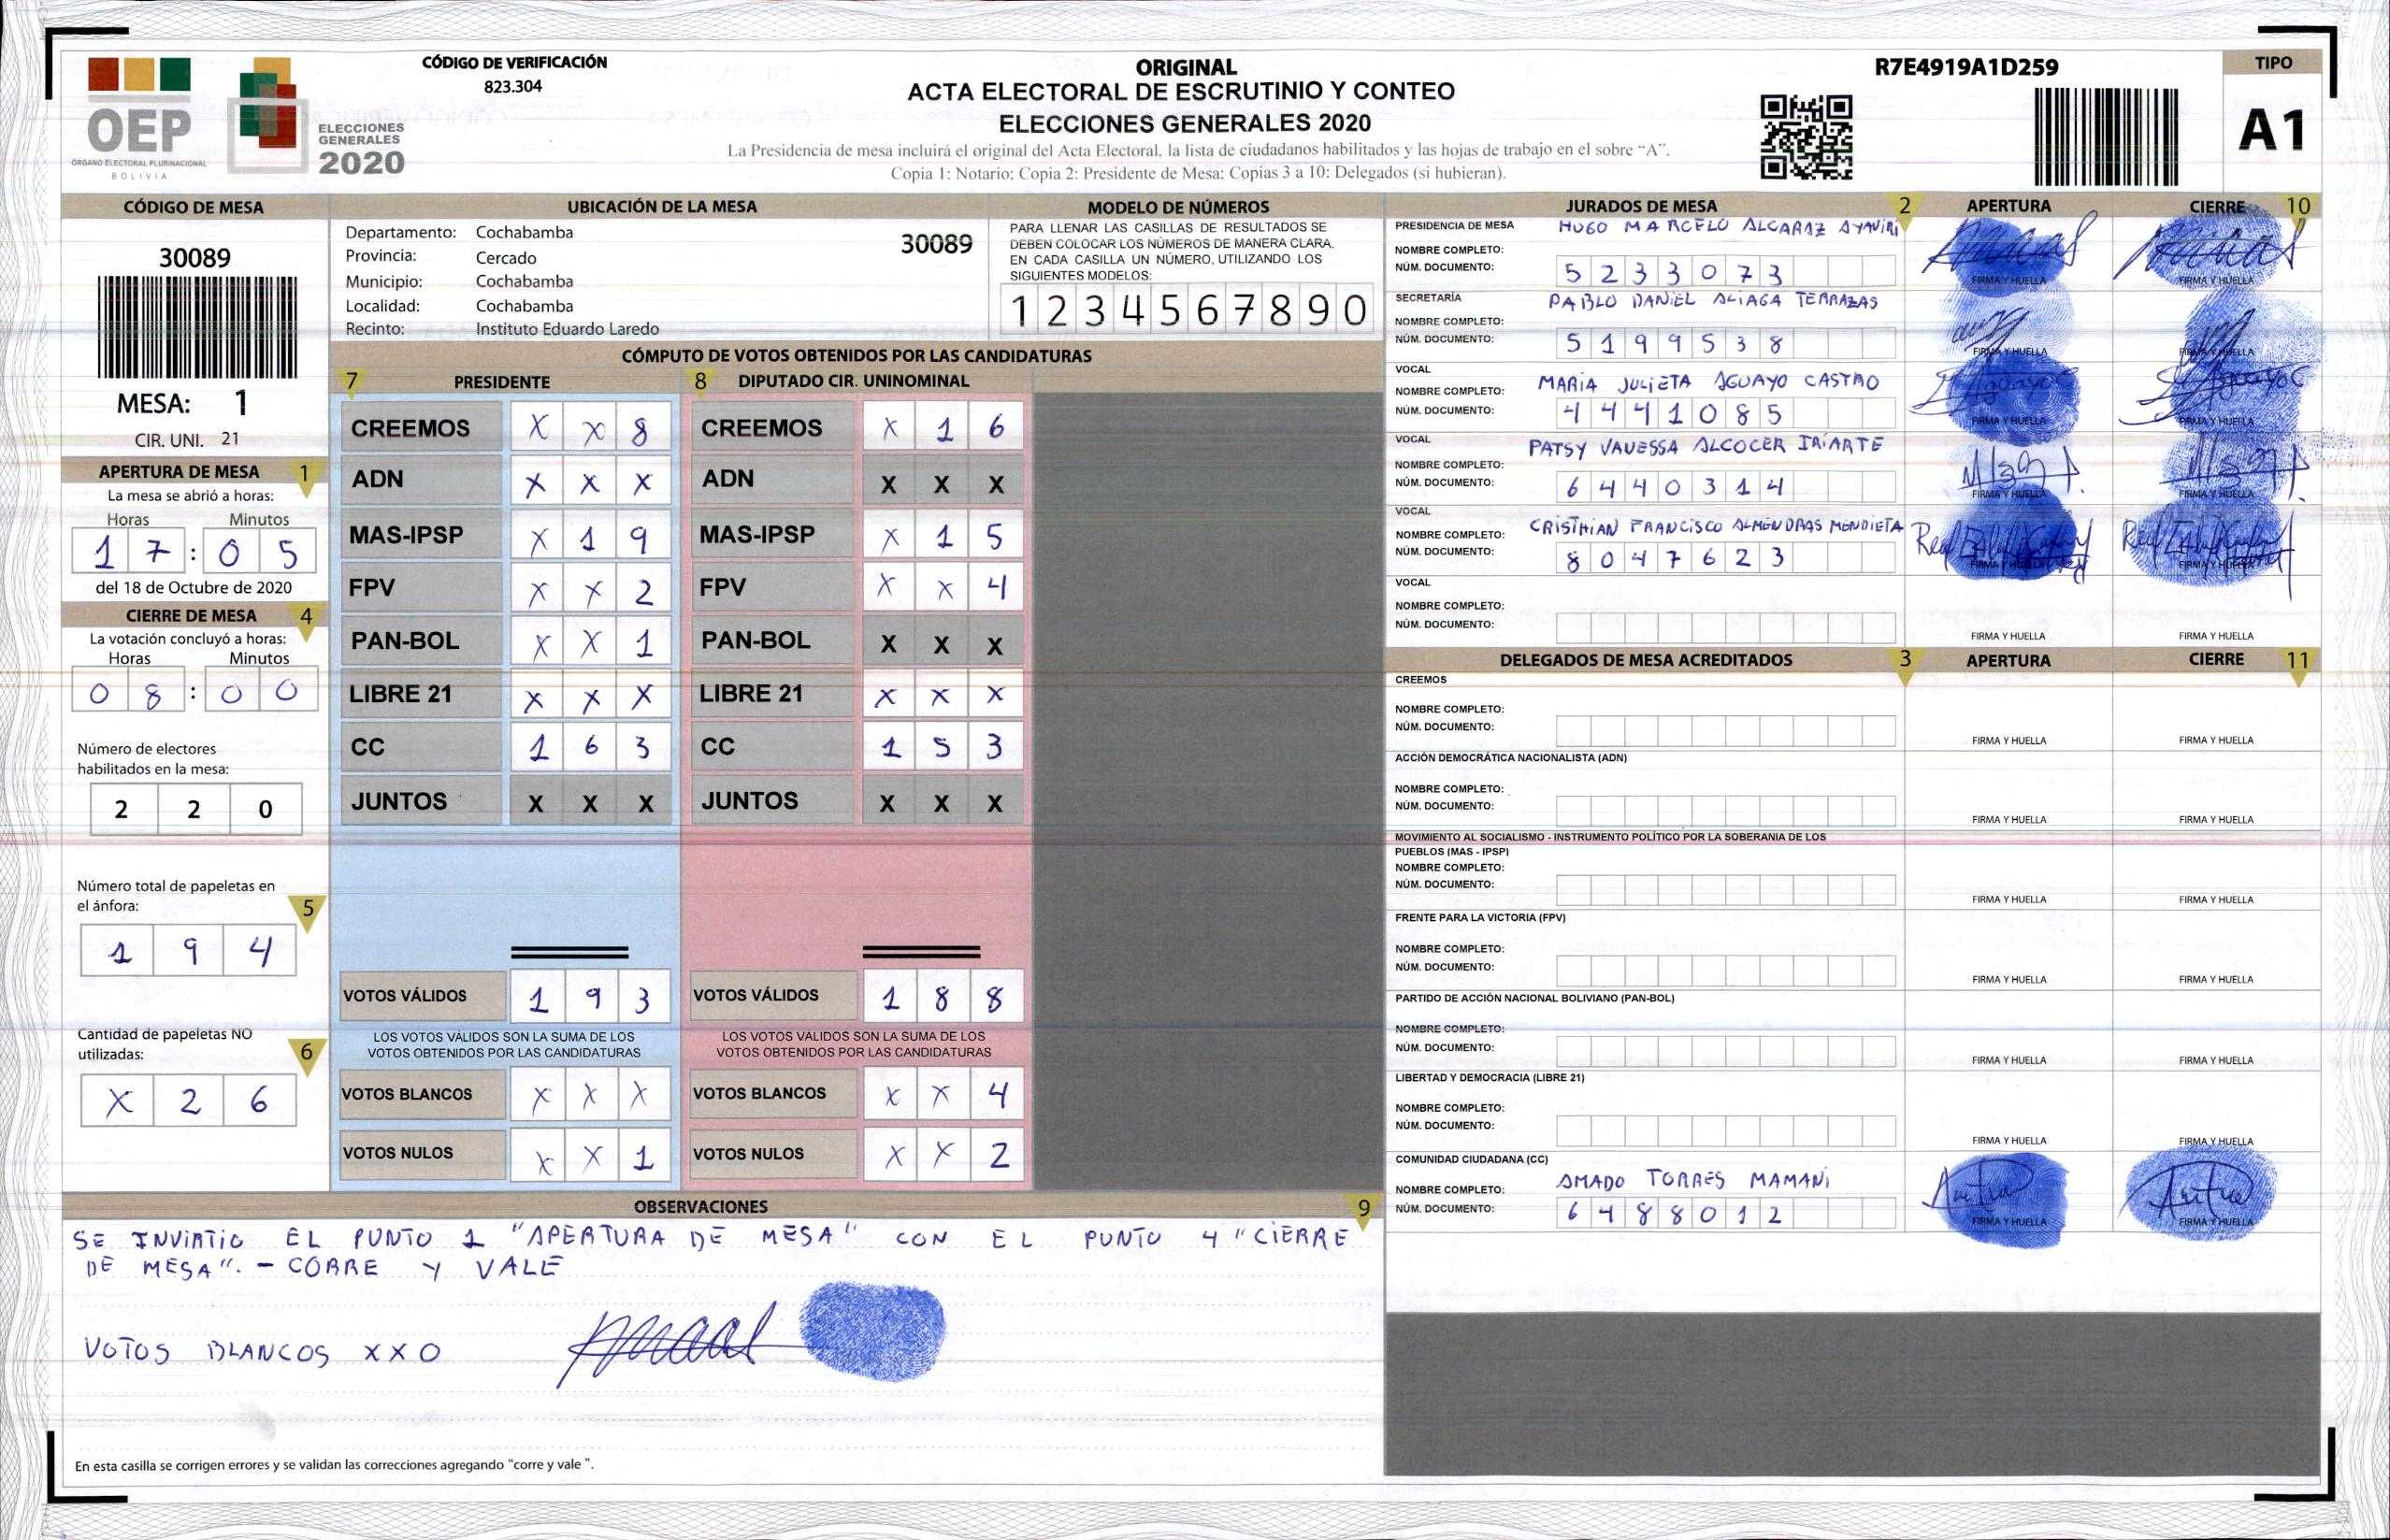 OEP
ÓRGANO ELECTORAL PLURINACIONAL
BOLIVIA
ELECCIONES
GENERALES
2020
CÓDIGO DE VERIFICACIÓN
823.304
ORIGINAL
ACTA ELECTORAL DE ESCRUTINIO Y CONTEO
ELECCIONES GENERALES 2020
La Presidencia de mesa incluirá el original del Acta Electoral, la lista de ciudadanos habilitados y las hojas de trabajo en el sobre “A”.
Copia 1: Notario; Copia 2: Presidente de Mesa; Copias 3 a 10: Delegados (si hubieran).
R7E4919A1D259
TIPO
A1
CÓDIGO DE MESA
30089
MESA: 1
CIR. UNI. 21
APERTURA DE MESA 1
La mesa se abrió a horas:
Horas Minutos
1 7 : 0 5
del 18 de Octubre de 2020
CIERRE DE MESA 4
La votación concluyó a horas:
Horas Minutos
0 8 : 0 0
Número de electores
habilitados en la mesa:
2 2 0
Número total de papeletas en
el ánfora: 5
1 9 4
Cantidad de papeletas NO
utilizadas: 6
X 2 6
UBICACIÓN DE LA MESA
Departamento: Cochabamba
30089
Provincia: Cercado
Municipio: Cochabamba
Localidad: Cochabamba
Recinto: Instituto Eduardo Laredo
MODELO DE NÚMEROS
PARA LLENAR LAS CASILLAS DE RESULTADOS SE
DEBEN COLOCAR LOS NÚMEROS DE MANERA CLARA,
EN CADA CASILLA UN NÚMERO, UTILIZANDO LOS
SIGUIENTES MODELOS:
1 2 3 4 5 6 7 8 9 0
CÓMPUTO DE VOTOS OBTENIDOS POR LAS CANDIDATURAS
7 PRESIDENTE 8 DIPUTADO CIR. UNINOMINAL
CREEMOS X X 8 CREEMOS X 1 6
ADN X X X ADN X X X
MAS-IPSP X 1 9 MAS-IPSP X 1 5
FPV X X 2 FPV X X 4
PAN-BOL X X 1 PAN-BOL X X X
LIBRE 21 X X X LIBRE 21 X X X
CC 1 6 3 CC 1 5 3
JUNTOS X X X JUNTOS X X X
VOTOS VÁLIDOS 1 9 3 VOTOS VÁLIDOS 1 8 8
LOS VOTOS VÁLIDOS SON LA SUMA DE LOS LOS VOTOS VÁLIDOS SON LA SUMA DE LOS
VOTOS OBTENIDOS POR LAS CANDIDATURAS VOTOS OBTENIDOS POR LAS CANDIDATURAS
VOTOS BLANCOS X X X VOTOS BLANCOS X X 4
VOTOS NULOS X X 1 VOTOS NULOS X X 2
OBSERVACIONES 9
SE INVIRTIO EL PUNTO 1 "APERTURA DE MESA" CON EL PUNTO 4 "CIERRE
DE MESA". - CORRE Y VALE
VOTOS BLANCOS X X O
En esta casilla se corrigen errores y se validan las correcciones agregando “corre y vale ”.
JURADOS DE MESA 2 APERTURA CIERRE 10
PRESIDENCIA DE MESA HUGO MARCELO ALCARAZ AYAVIRI
NOMBRE COMPLETO:
NÚM. DOCUMENTO: 5 2 3 3 0 7 3
FIRMA Y HUELLA FIRMA Y HUELLA
SECRETARÍA PABLO DANIEL ALIAGA TERRAZAS
NOMBRE COMPLETO:
NÚM. DOCUMENTO: 5 1 9 9 5 3 8
FIRMA Y HUELLA FIRMA Y HUELLA
VOCAL MARIA JULIETA AGUAYO CASTRO
NOMBRE COMPLETO:
NÚM. DOCUMENTO: 4 4 4 1 0 8 5
FIRMA Y HUELLA FIRMA Y HUELLA
VOCAL PATSY VANESSA ALCOCER IRIARTE
NOMBRE COMPLETO:
NÚM. DOCUMENTO: 6 4 4 0 3 1 4
FIRMA Y HUELLA FIRMA Y HUELLA
VOCAL CRISTHIAN FRANCISCO ALMENDRAS MENDIETA
NOMBRE COMPLETO:
NÚM. DOCUMENTO: 8 0 4 7 6 2 3
FIRMA Y HUELLA FIRMA Y HUELLA
VOCAL
NOMBRE COMPLETO:
NÚM. DOCUMENTO:
FIRMA Y HUELLA FIRMA Y HUELLA
DELEGADOS DE MESA ACREDITADOS 3 APERTURA CIERRE 11
CREEMOS
NOMBRE COMPLETO:
NÚM. DOCUMENTO:
FIRMA Y HUELLA FIRMA Y HUELLA
ACCIÓN DEMOCRÁTICA NACIONALISTA (ADN)
NOMBRE COMPLETO:
NÚM. DOCUMENTO:
FIRMA Y HUELLA FIRMA Y HUELLA
MOVIMIENTO AL SOCIALISMO - INSTRUMENTO POLÍTICO POR LA SOBERANIA DE LOS
PUEBLOS (MAS - IPSP)
NOMBRE COMPLETO:
NÚM. DOCUMENTO:
FIRMA Y HUELLA FIRMA Y HUELLA
FRENTE PARA LA VICTORIA (FPV)
NOMBRE COMPLETO:
NÚM. DOCUMENTO:
FIRMA Y HUELLA FIRMA Y HUELLA
PARTIDO DE ACCIÓN NACIONAL BOLIVIANO (PAN-BOL)
NOMBRE COMPLETO:
NÚM. DOCUMENTO:
FIRMA Y HUELLA FIRMA Y HUELLA
LIBERTAD Y DEMOCRACIA (LIBRE 21)
NOMBRE COMPLETO:
NÚM. DOCUMENTO:
FIRMA Y HUELLA FIRMA Y HUELLA
COMUNIDAD CIUDADANA (CC)
NOMBRE COMPLETO: AMADO TORRES MAMANI
NÚM. DOCUMENTO: 6 4 8 8 0 1 2
FIRMA Y HUELLA FIRMA Y HUELLA